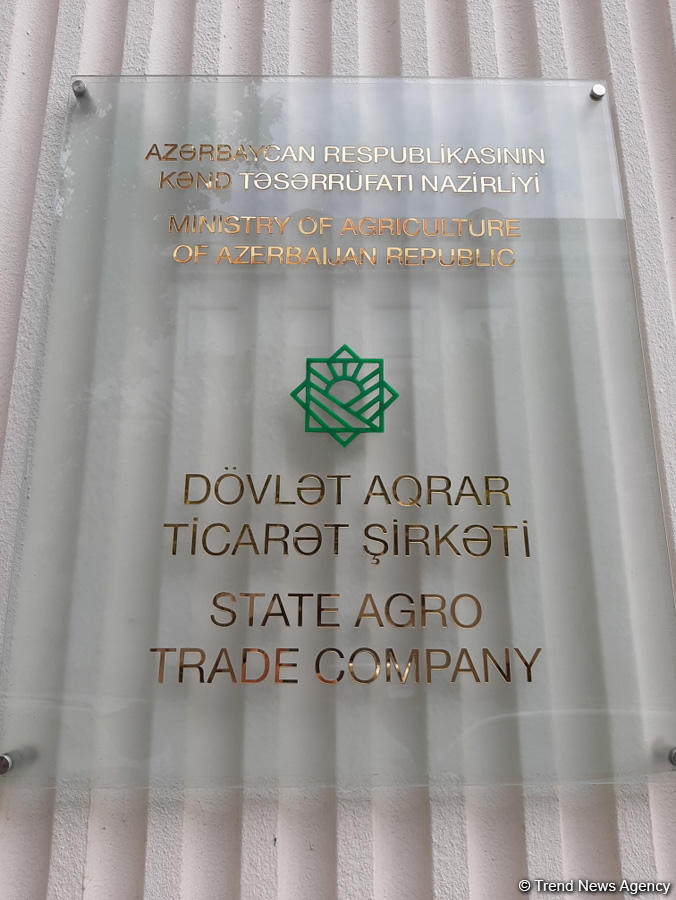 AZƏRBAYCAN RESPUBLİKASININ
KƏND TƏSƏRRÜFATI NAZİRLİYİ
MINISTRY OF AGRICULTURE
OF AZERBAIJAN REPUBLIC
DÖVLƏT AQRAR
TİCARƏT ŞİRKƏTİ
STATE AGRO
TRADE COMPANY
© Trend News Agency